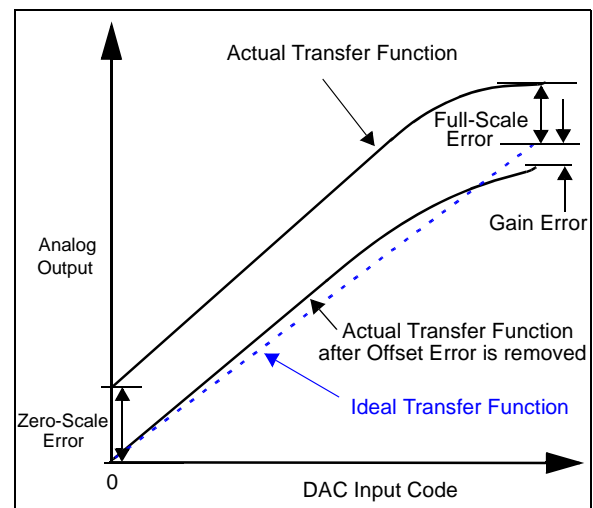 Actual Transfer Function
Full-Scale
Error
Gain Error
Analog
Output
Actual Transfer Function
after Offset Error is removed
Ideal Transfer Function
Zero-Scale
Error
0
DAC Input Code